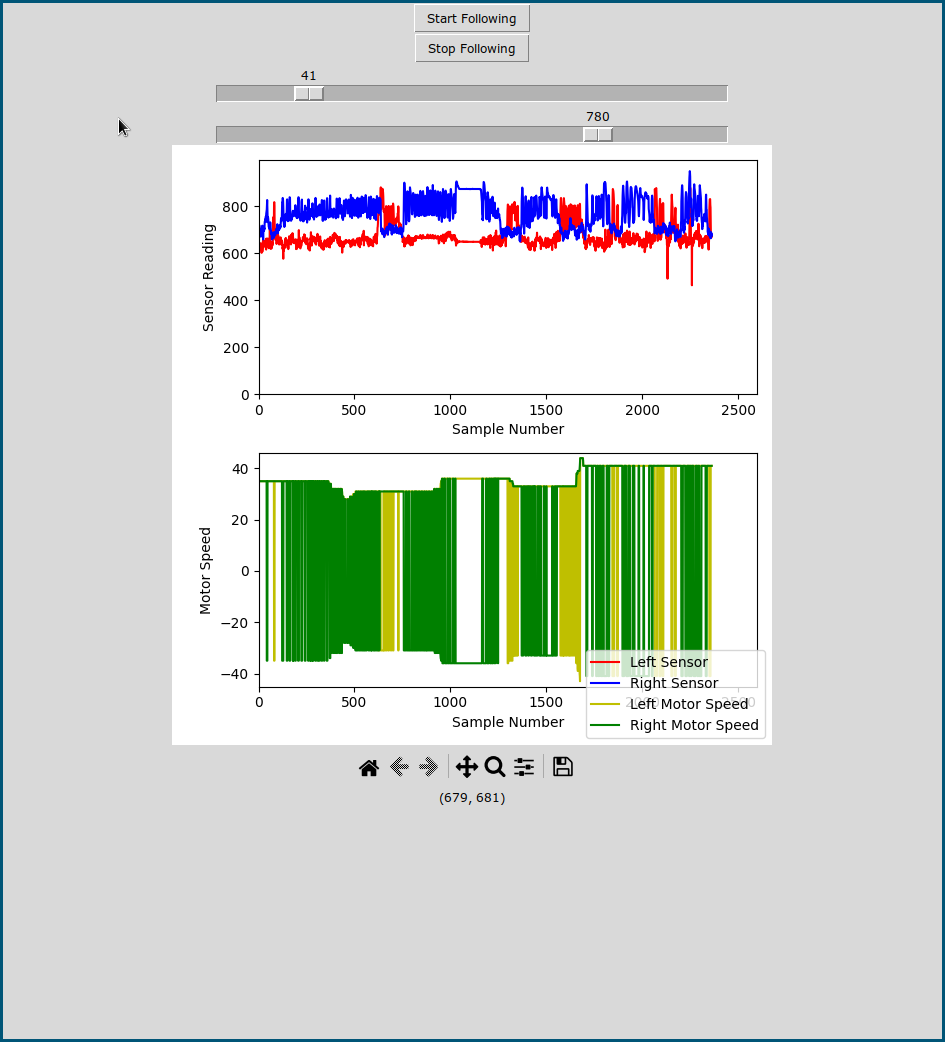 Start Following
Stop Following
41
780
800
600
400
200
0
Sensor Reading
0 500 1000 1500 2000 2500
Sample Number
40
20
0
−20
−40
Motor Speed
0 500 1000 1500 2000 2500
Sample Number
Left Sensor
Right Sensor
Left Motor Speed
Right Motor Speed
(679, 681)